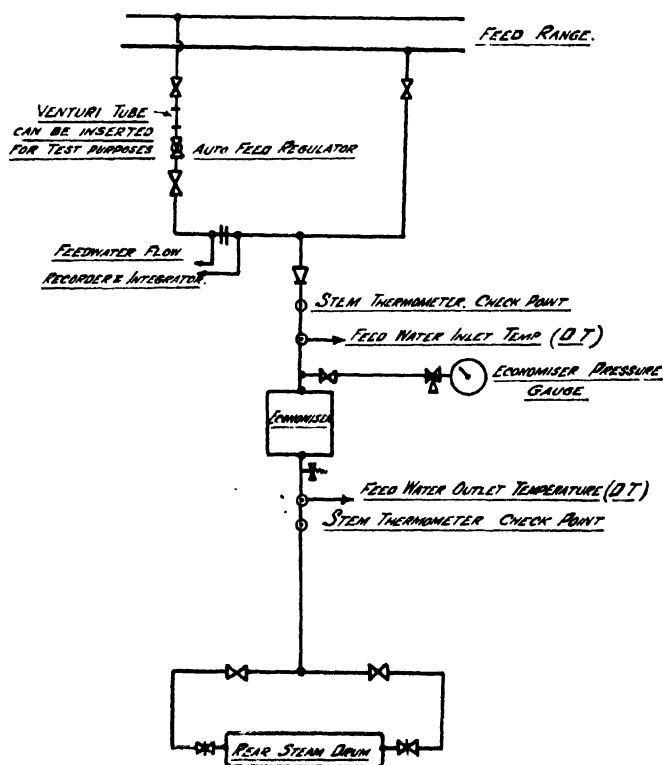 FEED RANGE.
VENTURI TUBE
CAN BE INSERTED
FOR TEST PURPOSES
AUTO FEED REGULATOR
FEEDWATER FLOW
RECORDER & INTEGRATOR.
STEM THERMOMETER. CHECK POINT
FEED WATER INLET TEMP (DT)
ECONOMISER PRESSURE
GAUGE
ECONOMISER
FEED WATER OUTLET TEMPERATURE (DT)
STEM THERMOMETER CHECK POINT
REAR STEAM DRUM